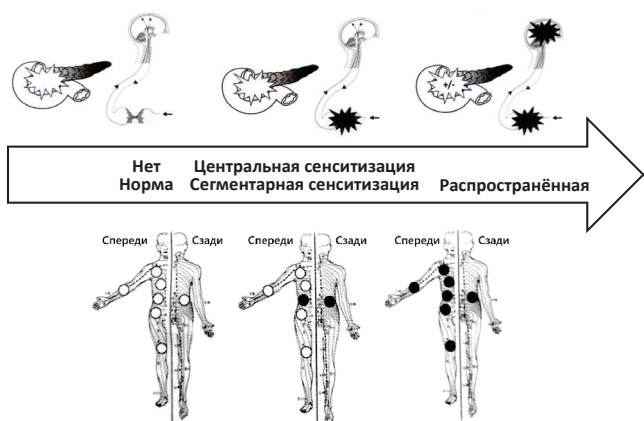 +/-
Нет Центральная сенситизация
Норма Сегментарная сенситизация Распространённая
Спереди Сзади Спереди Сзади Спереди Сзади